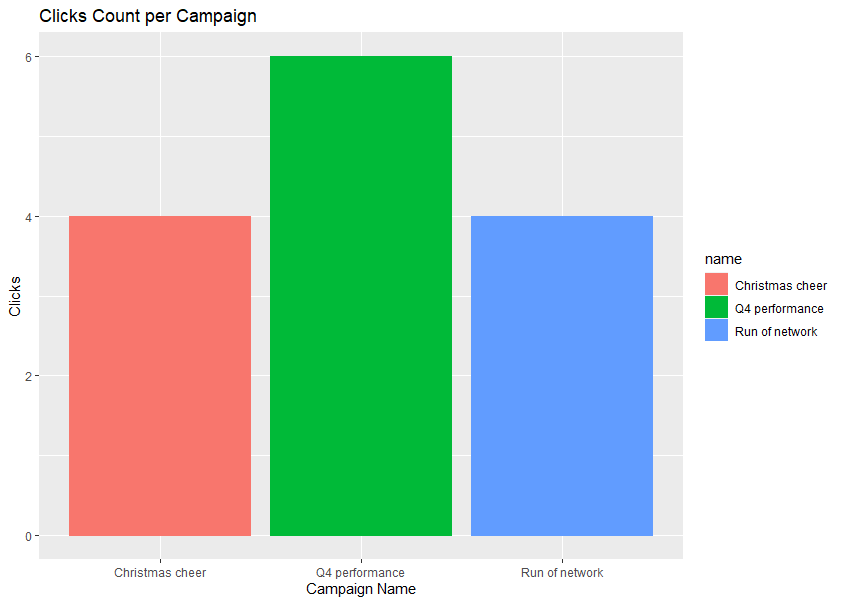 Clicks Count per Campaign
Clicks
6
4
2
0
Christmas cheer Q4 performance Run of network
Campaign Name
name
Christmas cheer
Q4 performance
Run of network